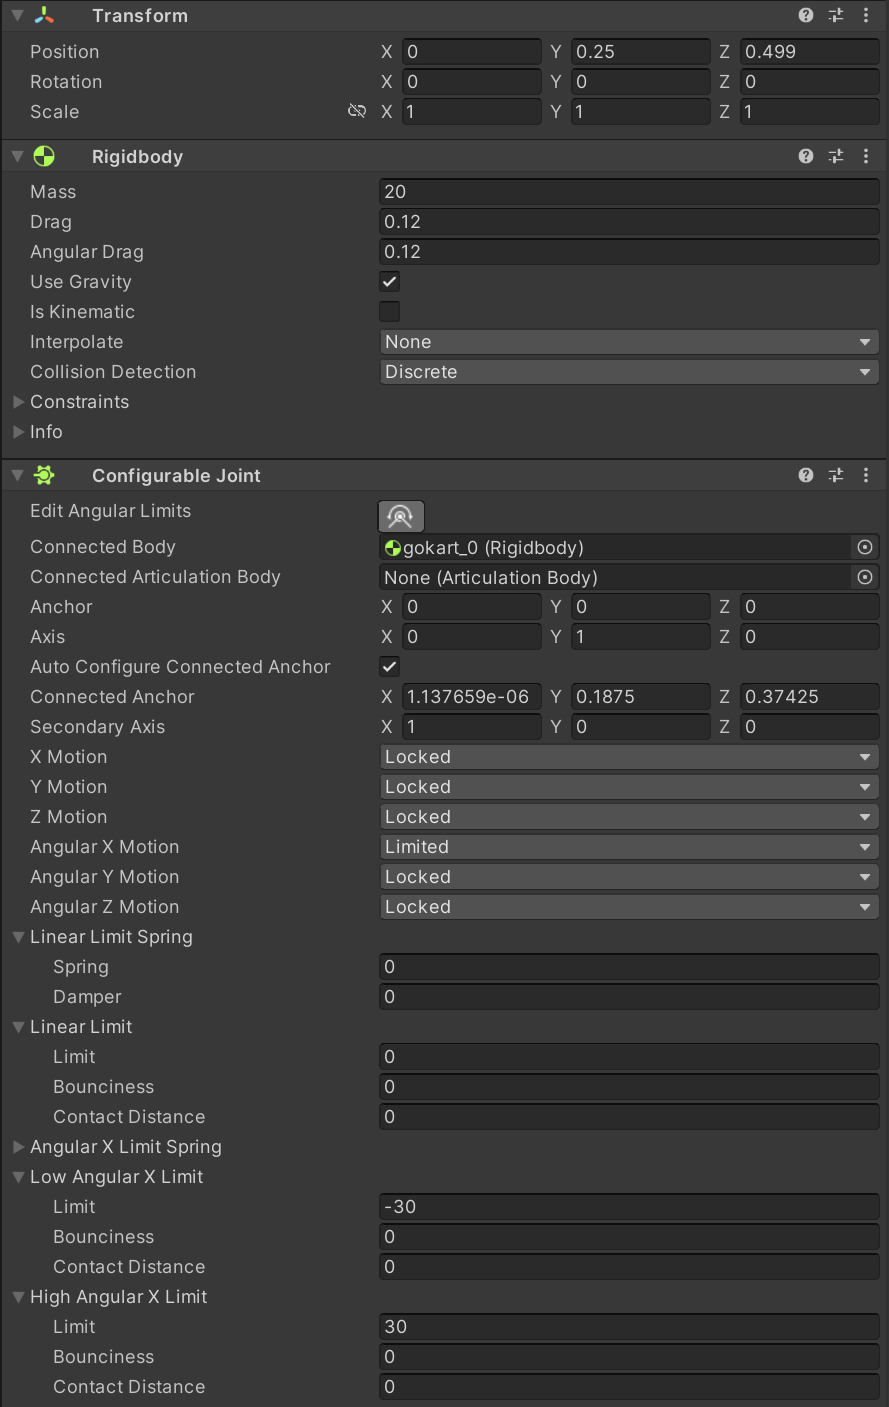 Transform
Position X 0 Y 0.25 Z 0.499
Rotation X 0 Y 0 Z 0
Scale X 1 Y 1 Z 1
Rigidbody
Mass 20
Drag 0.12
Angular Drag 0.12
Use Gravity
Is Kinematic
Interpolate None
Collision Detection Discrete
Constraints
Info
Configurable Joint
Edit Angular Limits
Connected Body gokart_0 (Rigidbody)
Connected Articulation Body None (Articulation Body)
Anchor X 0 Y 0 Z 0
Axis X 0 Y 1 Z 0
Auto Configure Connected Anchor
Connected Anchor X 1.137659e-06 Y 0.1875 Z 0.37425
Secondary Axis X 1 Y 0 Z 0
X Motion Locked
Y Motion Locked
Z Motion Locked
Angular X Motion Limited
Angular Y Motion Locked
Angular Z Motion Locked
Linear Limit Spring
Spring 0
Damper 0
Linear Limit
Limit 0
Bounciness 0
Contact Distance 0
Angular X Limit Spring
Low Angular X Limit
Limit -30
Bounciness 0
Contact Distance 0
High Angular X Limit
Limit 30
Bounciness 0
Contact Distance 0